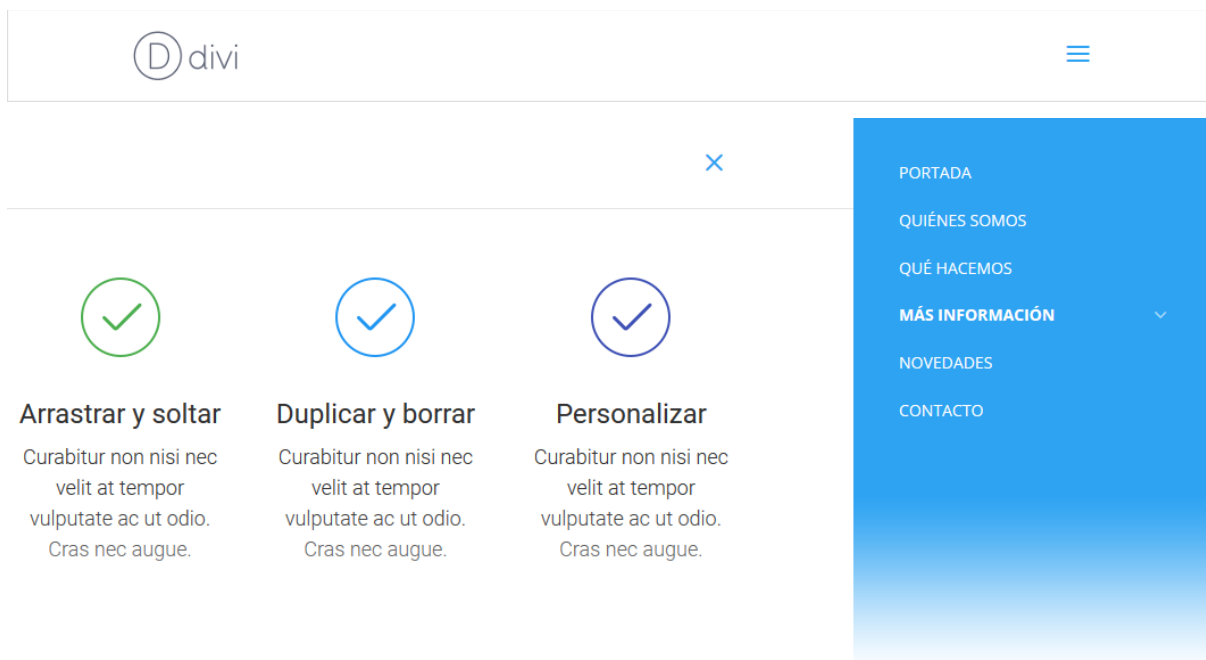 D divi
PORTADA
QUIÉNES SOMOS
QUÉ HACEMOS
MÁS INFORMACIÓN
NOVEDADES
CONTACTO
Arrastrar y soltar
Curabitur non nisi nec
velit at tempor
vulputate ac ut odio.
Cras nec augue.
Duplicar y borrar
Curabitur non nisi nec
velit at tempor
vulputate ac ut odio.
Cras nec augue.
Personalizar
Curabitur non nisi nec
velit at tempor
vulputate ac ut odio.
Cras nec augue.